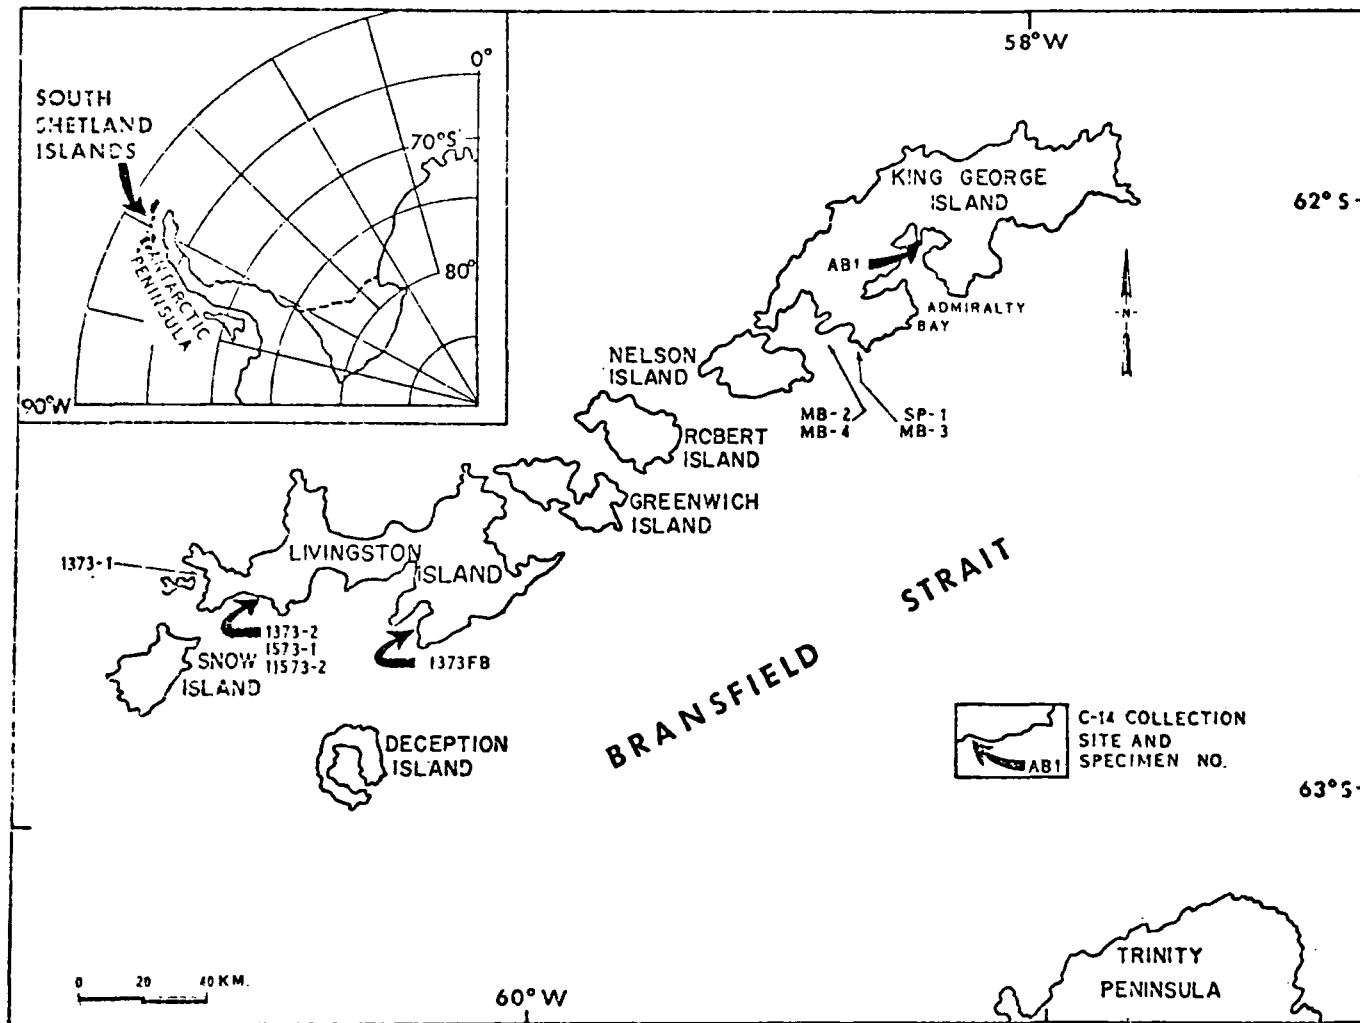 SOUTH
SHETLAND
ISLANDS
0°
70°S
80°
ANTARCTIC
PENINSULA
90°W
58°W
62°S
KING GEORGE
ISLAND
AB1
ADMIRALTY
BAY
-N-
NELSON
ISLAND
MB-2
MB-4
SP-1
MB-3
ROBERT
ISLAND
GREENWICH
ISLAND
LIVINGSTON
ISLAND
1373-1
1373-2
1573-1
11573-2
1373FB
SNOW
ISLAND
DECEPTION
ISLAND
BRANSFIELD STRAIT
AB1
C-14 COLLECTION
SITE AND
SPECIMEN NO.
63°S
TRINITY
PENINSULA
0 20 40 KM.
60°W